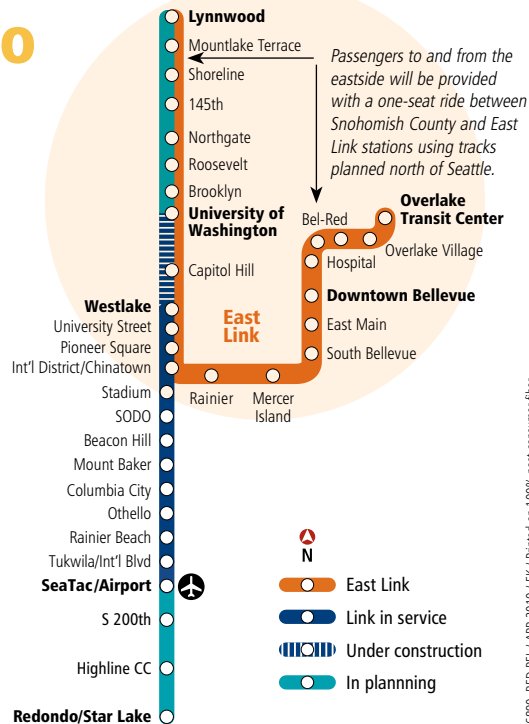 0
Lynnwood
Mountlake Terrace
Shoreline
145th
Northgate
Roosevelt
Brooklyn
University of
Washington
Capitol Hill
Passengers to and from the
eastside will be provided
with a one-seat ride between
Snohomish County and East
Link stations using tracks
planned north of Seattle.
Overlake
Transit Center
Bel-Red
Overlake Village
Hospital
Downtown Bellevue
East Main
South Bellevue
East
Link
Westlake
University Street
Pioneer Square
Int'l District/Chinatown
Rainier
Mercer
Island
Stadium
SODO
Beacon Hill
Mount Baker
Columbia City
Othello
Rainier Beach
Tukwila/Int'l Blvd
SeaTac/Airport
S 200th
Highline CC
Redondo/Star Lake
N
East Link
Link in service
Under construction
In plannning